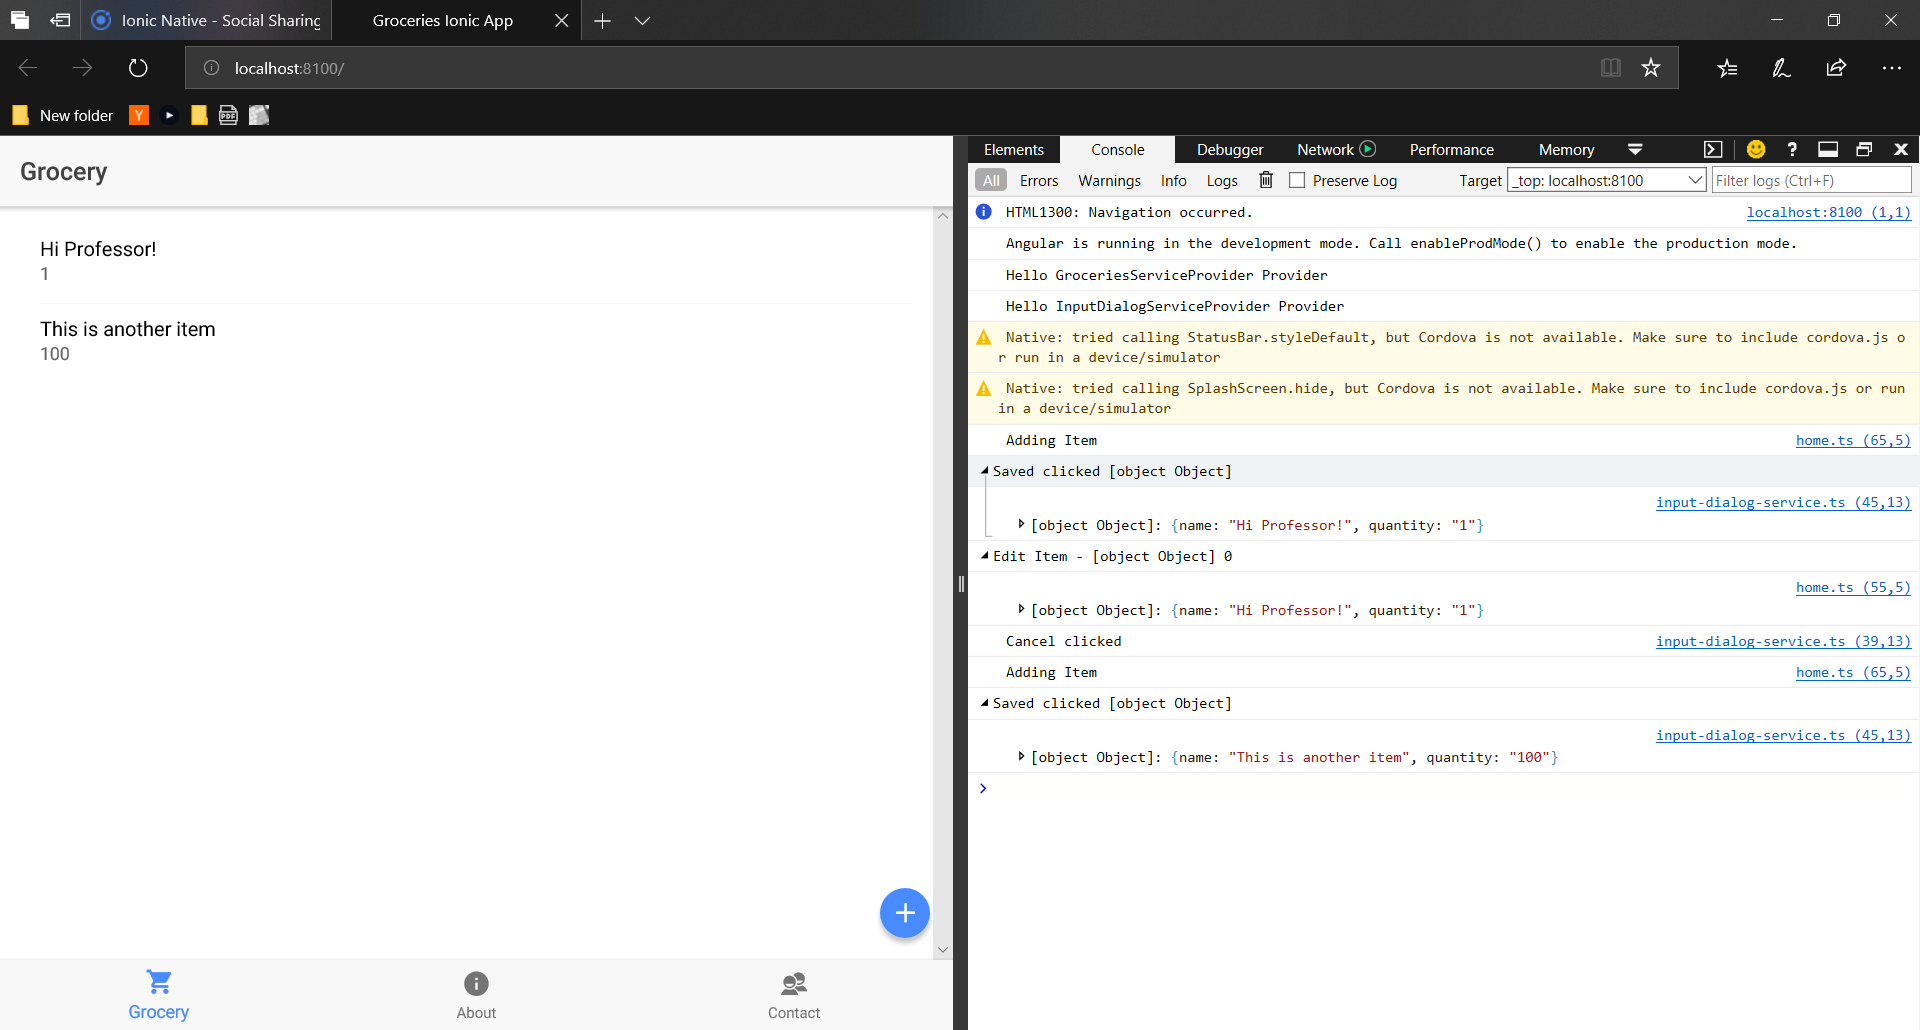 Ionic Native - Social Sharing
Groceries Ionic App
localhost:8100/
New folder
Y
PDF
Grocery
Hi Professor!
1
This is another item
100
Grocery
About
Contact
Elements Console Debugger Network Performance Memory
All Errors Warnings Info Logs Preserve Log Target _top: localhost:8100 Filter logs (Ctrl+F)
HTML1300: Navigation occurred. localhost:8100 (1,1)
Angular is running in the development mode. Call enableProdMode() to enable the production mode.
Hello GroceriesServiceProvider Provider
Hello InputDialogServiceProvider Provider
Native: tried calling StatusBar.styleDefault, but Cordova is not available. Make sure to include cordova.js o
r run in a device/simulator
Native: tried calling SplashScreen.hide, but Cordova is not available. Make sure to include cordova.js or run
in a device/simulator
Adding Item home.ts (65,5)
Saved clicked [object Object]
input-dialog-service.ts (45,13)
[object Object]: {name: "Hi Professor!", quantity: "1"}
Edit Item - [object Object] 0
home.ts (55,5)
[object Object]: {name: "Hi Professor!", quantity: "1"}
Cancel clicked input-dialog-service.ts (39,13)
Adding Item home.ts (65,5)
Saved clicked [object Object]
input-dialog-service.ts (45,13)
[object Object]: {name: "This is another item", quantity: "100"}